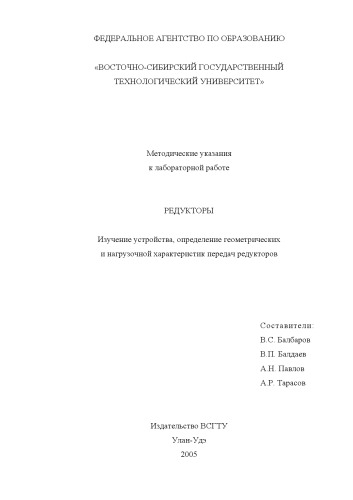 ФЕДЕРАЛЬНОЕ АГЕНТСТВО ПО ОБРАЗОВАНИЮ
«ВОСТОЧНО-СИБИРСКИЙ ГОСУДАРСТВЕННЫЙ
ТЕХНОЛОГИЧЕСКИЙ УНИВЕРСИТЕТ»
Методические указания
к лабораторной работе
РЕДУКТОРЫ
Изучение устройства, определение геометрических
и нагрузочной характеристик передач редукторов
Составители:
В.С. Балбаров
В.П. Балдаев
А.Н. Павлов
А.Р. Тарасов
Издательство ВСГТУ
Улан-Удэ
2005